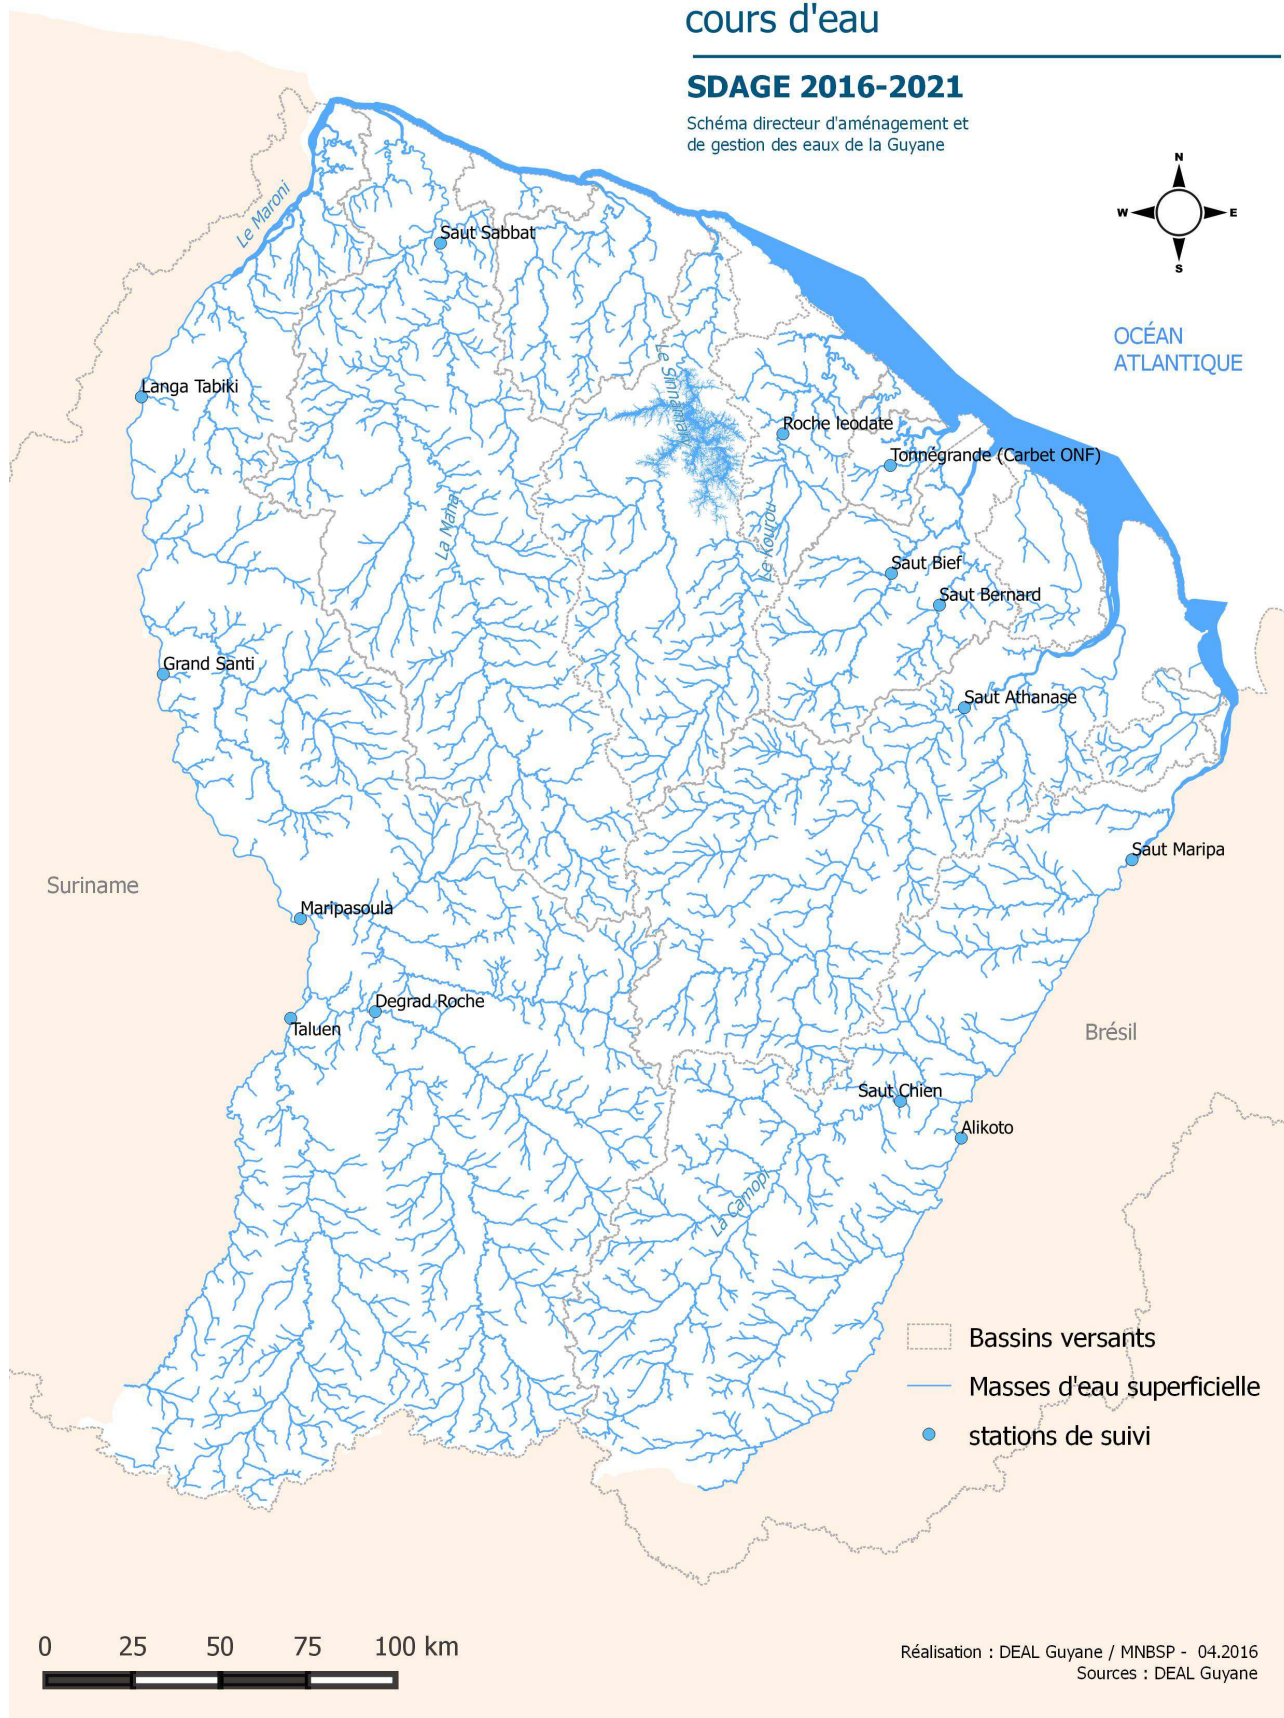 cours d'eau
SDAGE 2016-2021
Schéma directeur d'aménagement et
de gestion des eaux de la Guyane
N
W
E
S
Le Maroni
Saut Sabbat
OCÉAN
ATLANTIQUE
Le Sinnamary
Langa Tabiki
Roche leodate
Tonnégrande (Carbet ONF)
La Mana
Le Kourou
Saut Bief
Saut Bernard
Grand Santi
Saut Athanase
Saut Maripa
Suriname
Maripasoula
Degrad Roche
Taluen
Brésil
Saut Chien
Alikoto
La Camopi
Bassins versants
Masses d'eau superficielle
stations de suivi
0 25 50 75 100 km
Réalisation : DEAL Guyane / MNBSP - 04.2016
Sources : DEAL Guyane